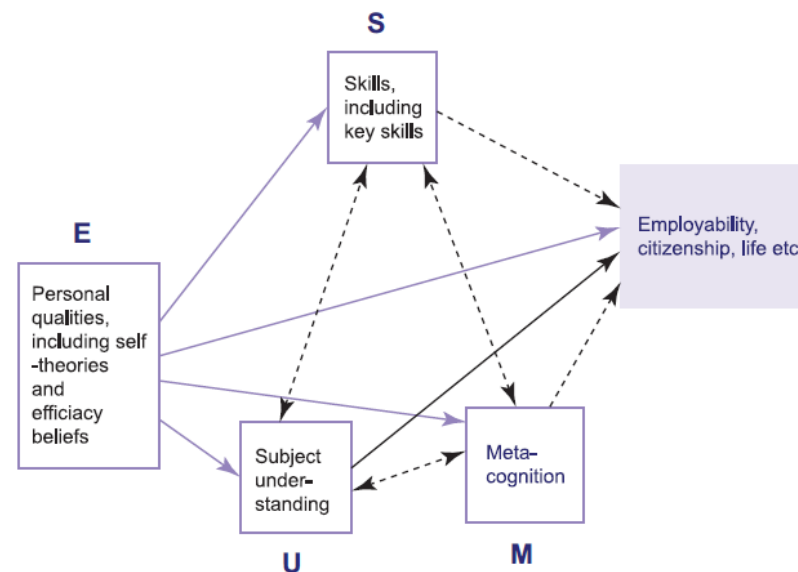 S
Skills,
including
key skills
Employability,
citizenship, life etc
E
Personal
qualities,
including self
-theories
and
efficiacy
beliefs
Subject
under-
standing
Meta-
cognition
U
M